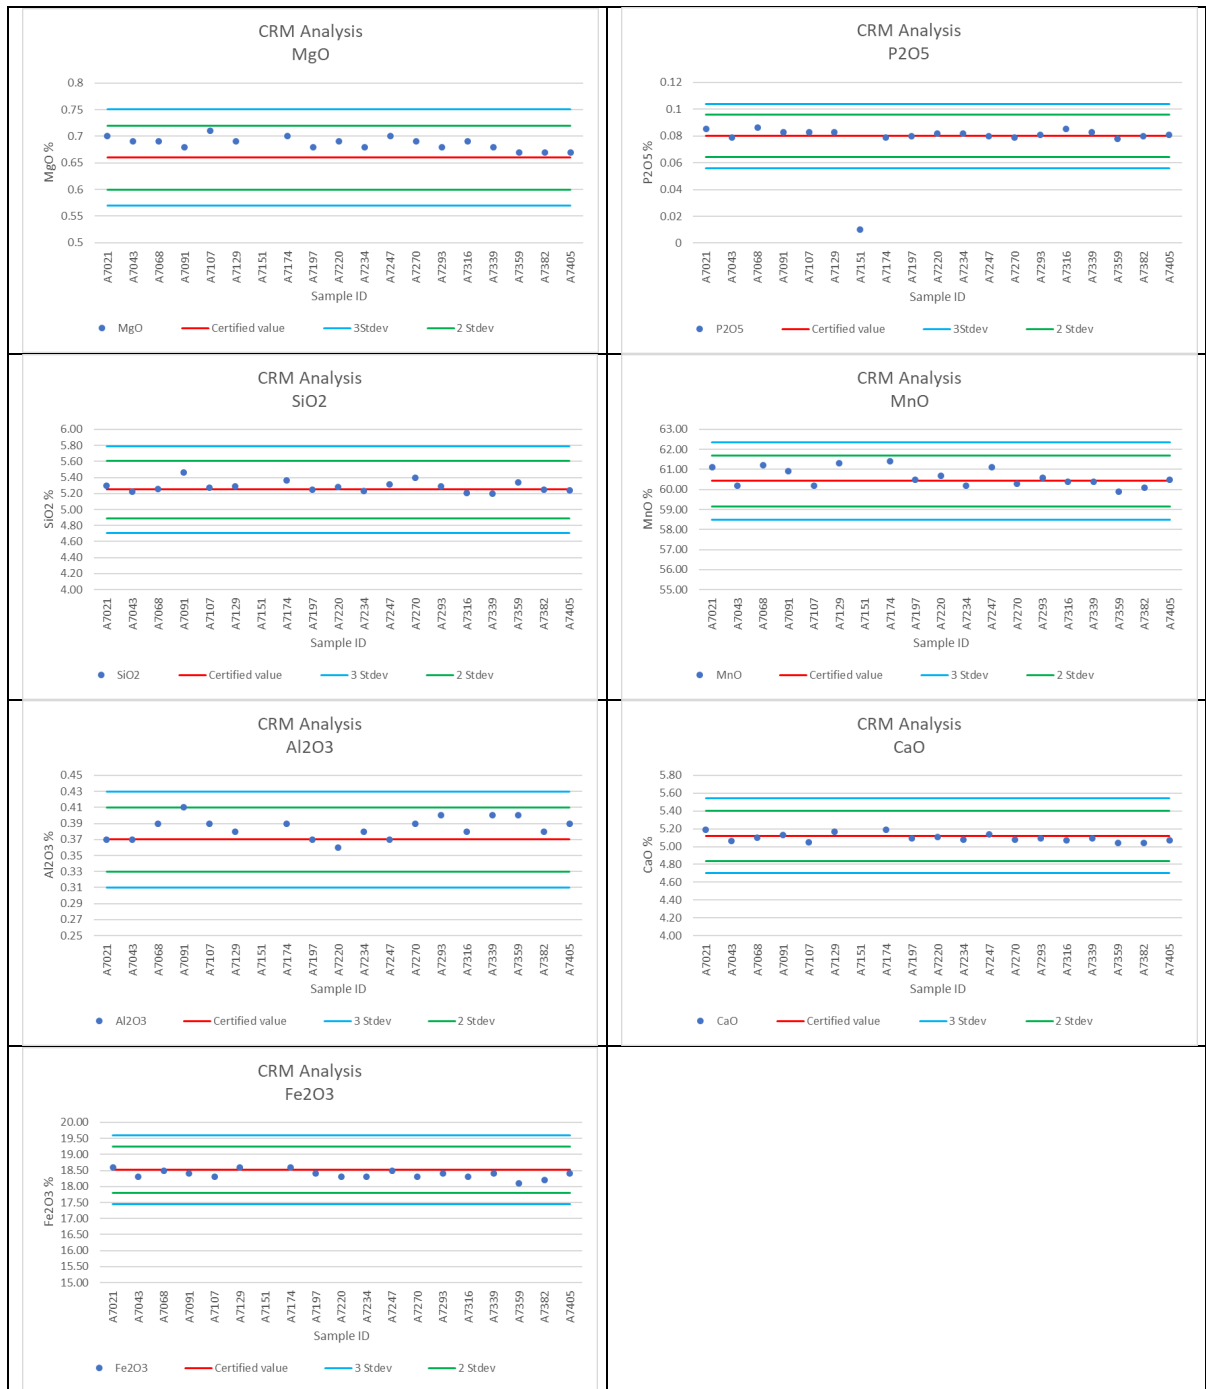 CRM Analysis
MgO
0.8
0.75
0.7
0.65
0.6
0.55
0.5
MgO %
A7021 A7043 A7068 A7091 A7107 A7129 A7151 A7174 A7197 A7220 A7234 A7247 A7270 A7293 A7316 A7339 A7359 A7382 A7405
Sample ID
MgO Certified value 3Stdev 2 Stdev
CRM Analysis
P2O5
0.12
0.1
0.08
0.06
0.04
0.02
0
P2O5 %
A7021 A7043 A7068 A7091 A7107 A7129 A7151 A7174 A7197 A7220 A7234 A7247 A7270 A7293 A7316 A7339 A7359 A7382 A7405
Sample ID
P2O5 Certified value 3Stdev 2 Stdev
CRM Analysis
SiO2
6.00
5.80
5.60
5.40
5.20
5.00
4.80
4.60
4.40
4.20
4.00
SiO2 %
A7021 A7043 A7068 A7091 A7107 A7129 A7151 A7174 A7197 A7220 A7234 A7247 A7270 A7293 A7316 A7339 A7359 A7382 A7405
Sample ID
SiO2 Certified value 3 Stdev 2 Stdev
CRM Analysis
MnO
63.00
62.00
61.00
60.00
59.00
58.00
57.00
56.00
55.00
MnO %
A7021 A7043 A7068 A7091 A7107 A7129 A7151 A7174 A7197 A7220 A7234 A7247 A7270 A7293 A7316 A7339 A7359 A7382 A7405
Sample ID
MnO Certified value 3 Stdev 2 Stdev
CRM Analysis
Al2O3
0.45
0.43
0.41
0.39
0.37
0.35
0.33
0.31
0.29
0.27
0.25
Al2O3 %
A7021 A7043 A7068 A7091 A7107 A7129 A7151 A7174 A7197 A7220 A7234 A7247 A7270 A7293 A7316 A7339 A7359 A7382 A7405
Sample ID
Al2O3 Certified value 3 Stdev 2 Stdev
CRM Analysis
CaO
5.80
5.60
5.40
5.20
5.00
4.80
4.60
4.40
4.20
4.00
CaO %
A7021 A7043 A7068 A7091 A7107 A7129 A7151 A7174 A7197 A7220 A7234 A7247 A7270 A7293 A7316 A7339 A7359 A7382 A7405
Sample ID
CaO Certified value 3 Stdev 2 Stdev
CRM Analysis
Fe2O3
20.00
19.50
19.00
18.50
18.00
17.50
17.00
16.50
16.00
15.50
15.00
Fe2O3 %
A7021 A7043 A7068 A7091 A7107 A7129 A7151 A7174 A7197 A7220 A7234 A7247 A7270 A7293 A7316 A7339 A7359 A7382 A7405
Sample ID
Fe2O3 Certified value 3 Stdev 2 Stdev